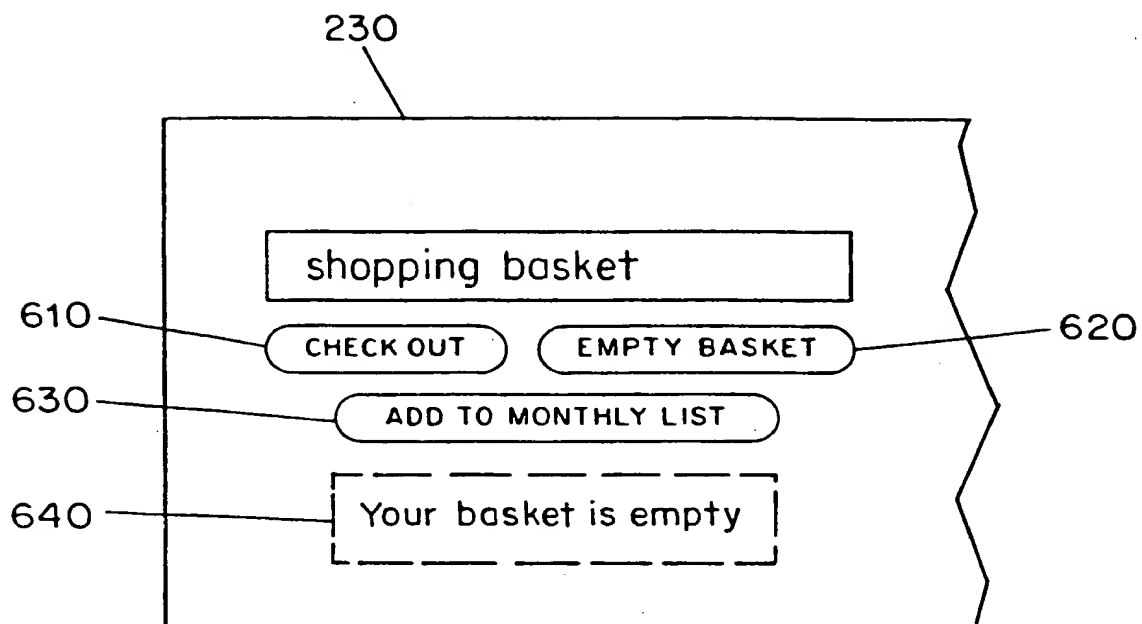 230
shopping basket
610
CHECK OUT
EMPTY BASKET
620
630
ADD TO MONTHLY LIST
640
Your basket is empty